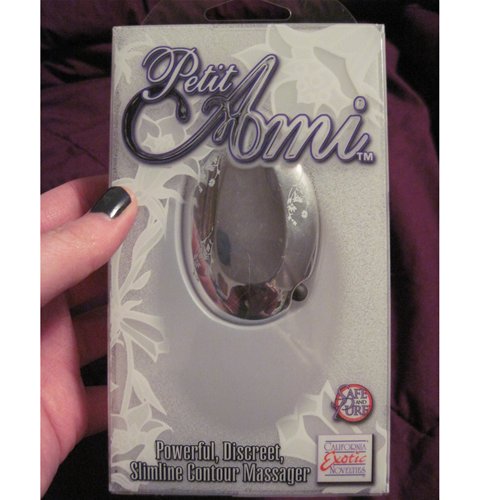 Petit
Ami®
TM
SAFE
AND
PURE
Powerful, Discreet,
Slimline Contour Massager
CALIFORNIA
Exotic
NOVELTIES